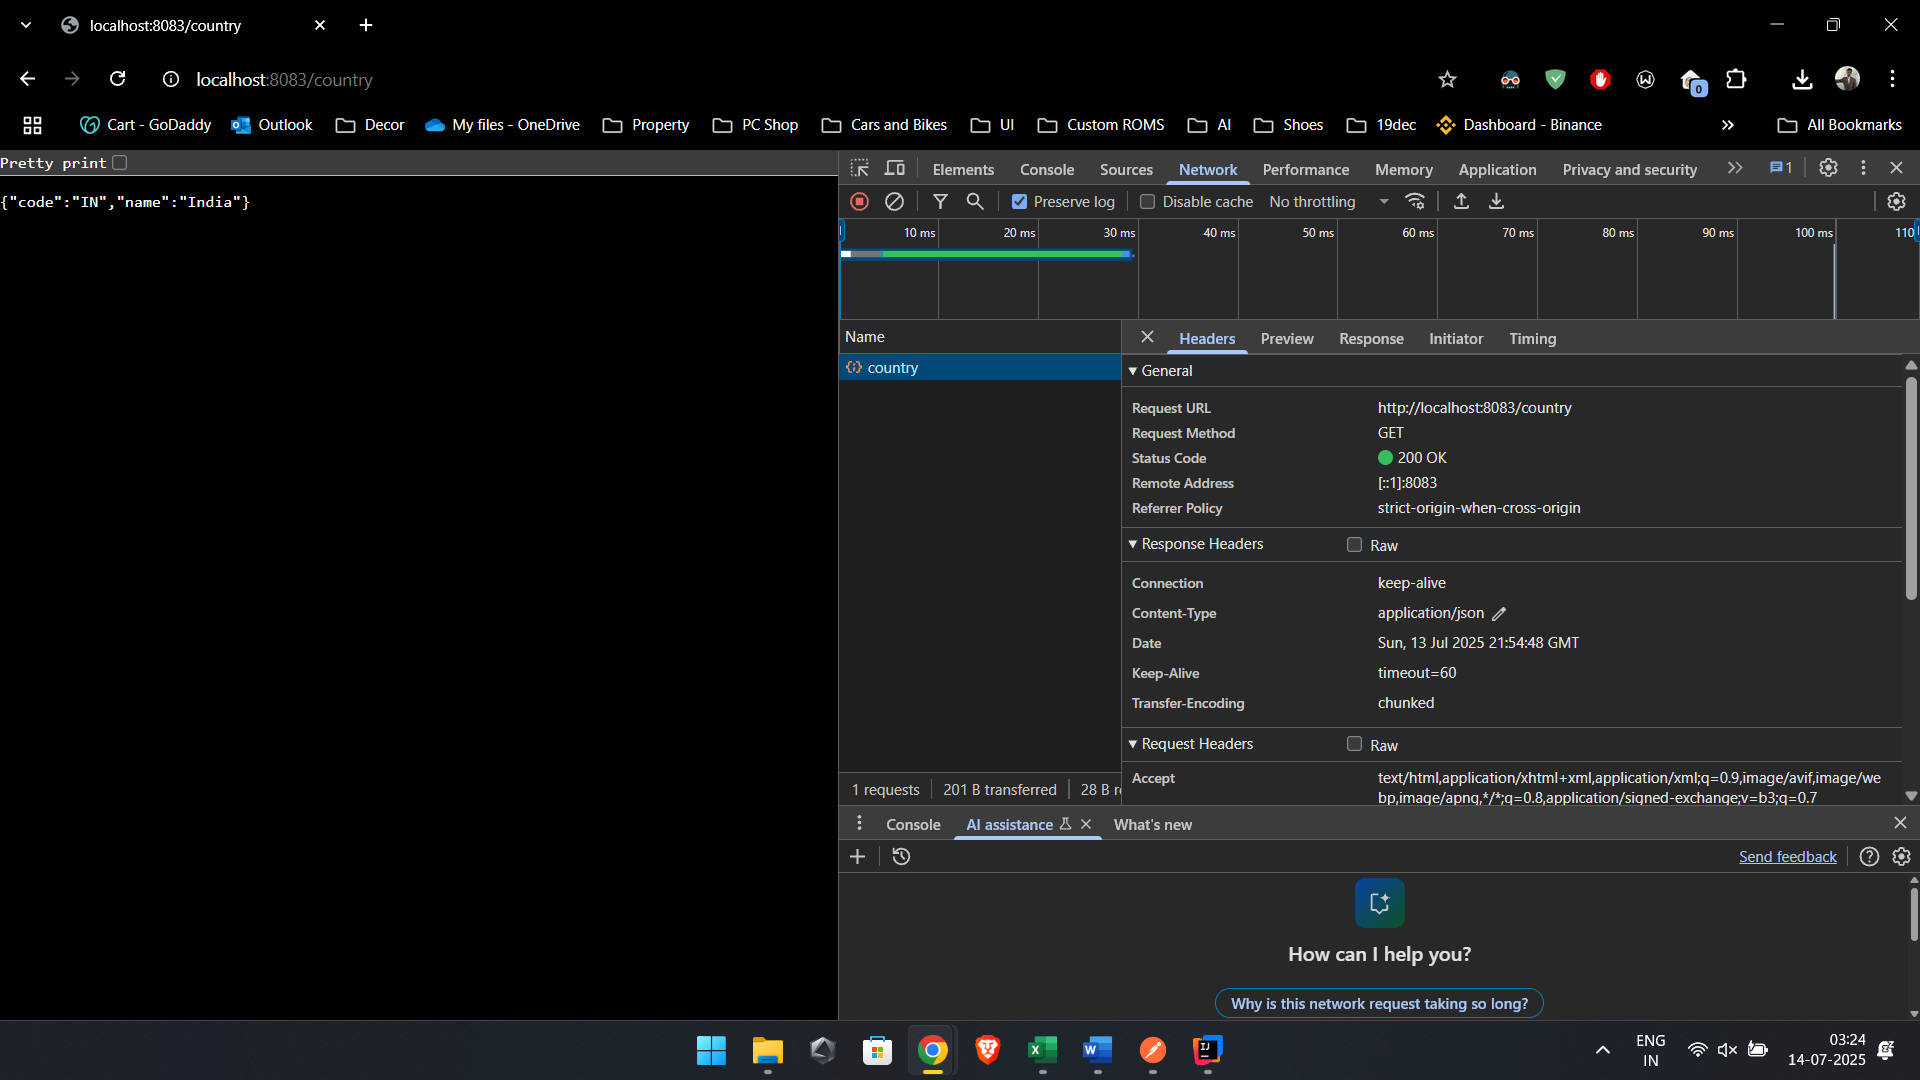 localhost:8083/country
localhost:8083/country
0
Cart - GoDaddy Outlook Decor My files - OneDrive Property PC Shop Cars and Bikes UI Custom ROMS AI Shoes 19dec Dashboard - Binance All Bookmarks
Pretty print
{"code":"IN","name":"India"}
Elements Console Sources Network Performance Memory Application Privacy and security 1
Preserve log Disable cache No throttling
10 ms 20 ms 30 ms 40 ms 50 ms 60 ms 70 ms 80 ms 90 ms 100 ms 110
Name
country
1 requests 201 B transferred 28 B r
Headers Preview Response Initiator Timing
General
Request URL http://localhost:8083/country
Request Method GET
Status Code 200 OK
Remote Address [::1]:8083
Referrer Policy strict-origin-when-cross-origin
Response Headers Raw
Connection keep-alive
Content-Type application/json
Date Sun, 13 Jul 2025 21:54:48 GMT
Keep-Alive timeout=60
Transfer-Encoding chunked
Request Headers Raw
Accept text/html,application/xhtml+xml,application/xml;q=0.9,image/avif,image/we
bp,image/apng,*/*;q=0.8,application/signed-exchange;v=b3;q=0.7
Console AI assistance What's new
Send feedback
How can I help you?
Why is this network request taking so long?
ENG
IN
03:24
14-07-2025